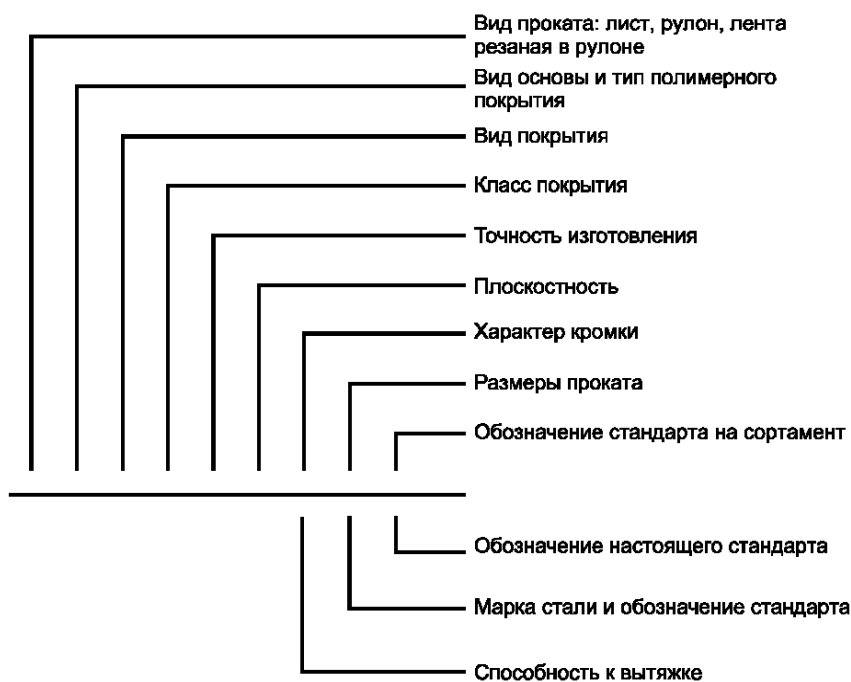 Вид проката: лист, рулон, лента
резаная в рулоне
Вид основы и тип полимерного
покрытия
Вид покрытия
Класс покрытия
Точность изготовления
Плоскостность
Характер кромки
Размеры проката
Обозначение стандарта на сортамент
Обозначение настоящего стандарта
Марка стали и обозначение стандарта
Способность к вытяжке